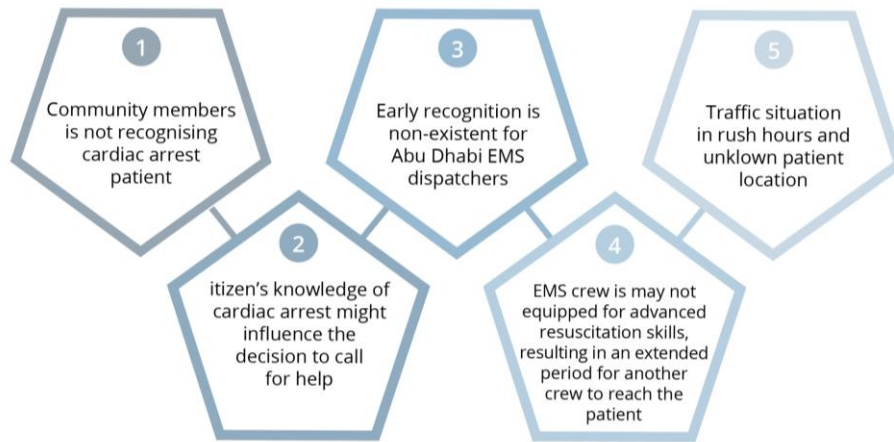 1
Community members
is not recognising
cardiac arrest
patient
2
itizen's knowledge of
cardiac arrest might
influence the
decision to call
for help
3
Early recognition is
non-existent for
Abu Dhabi EMS
dispatchers
4
EMS crew is may not
equipped for advanced
resuscitation skills,
resulting in an extended
period for another
crew to reach the
patient
5
Traffic situation
in rush hours and
unklown patient
location